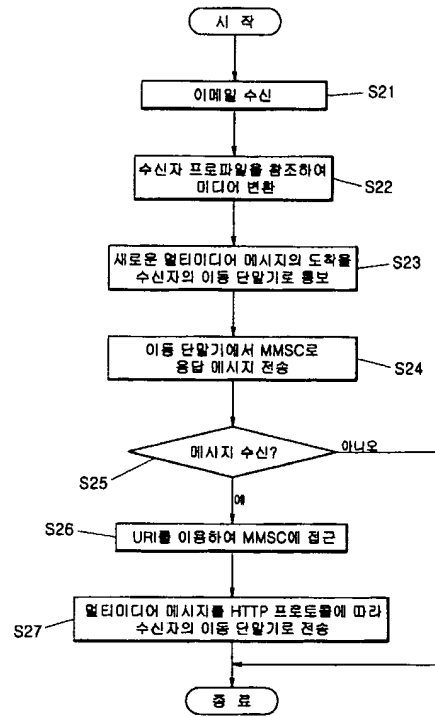 시 작
이메일 수신
S21
수신자 프로파일을 참조하여
미디어 변환
S22
새로운 멀티미디어 메시지의 도착을
수신자의 이동 단말기로 통보
S23
이동 단말기에서 MMSC로
응답 메시지 전송
S24
메시지 수신?
아니오
S25
예
S26
URI를 이용하여 MMSC에 접근
멀티미디어 메시지를 HTTP 프로토콜에 따라
수신자의 이동 단말기로 전송
S27
종 료